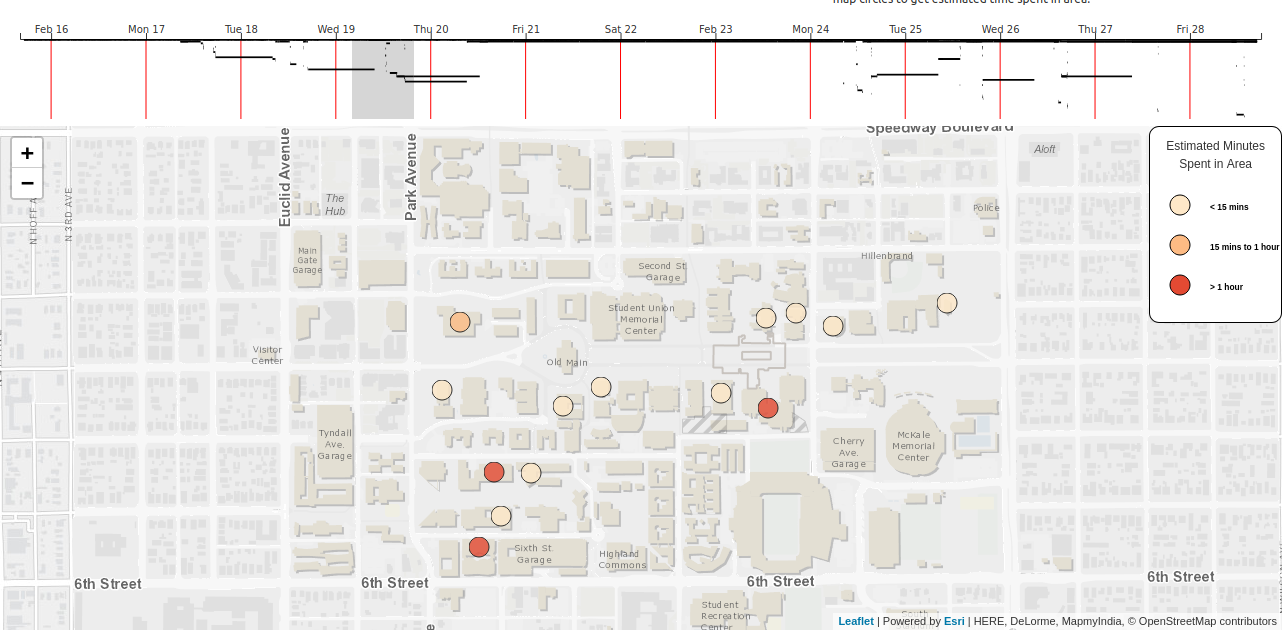 map circles to get estimated time spent in area.
Feb 16 Mon 17 Tue 18 Wed 19 Thu 20 Fri 21 Sat 22 Feb 23 Mon 24 Tue 25 Wed 26 Thu 27 Fri 28
Speedway Boulevard
+
−
Euclid Avenue
Park Avenue
N 3RD AVE
The
Hub
Aloft
Police
Estimated Minutes
Spent in Area
< 15 mins
15 mins to 1 hour
> 1 hour
Main
Gate
Garage
Second St.
Garage
Hillenbrand
Student Union
Memorial
Center
Visitor
Center
Old Main
Tyndall
Ave.
Garage
Cherry
Ave.
Garage
McKale
Memorial
Center
Sixth St.
Garage
Highland
Commons
6th Street
6th Street
6th Street
6th Street
Student
Recreation
Center
South
Leaflet | Powered by Esri | HERE, DeLorme, MapmyIndia, © OpenStreetMap contributors